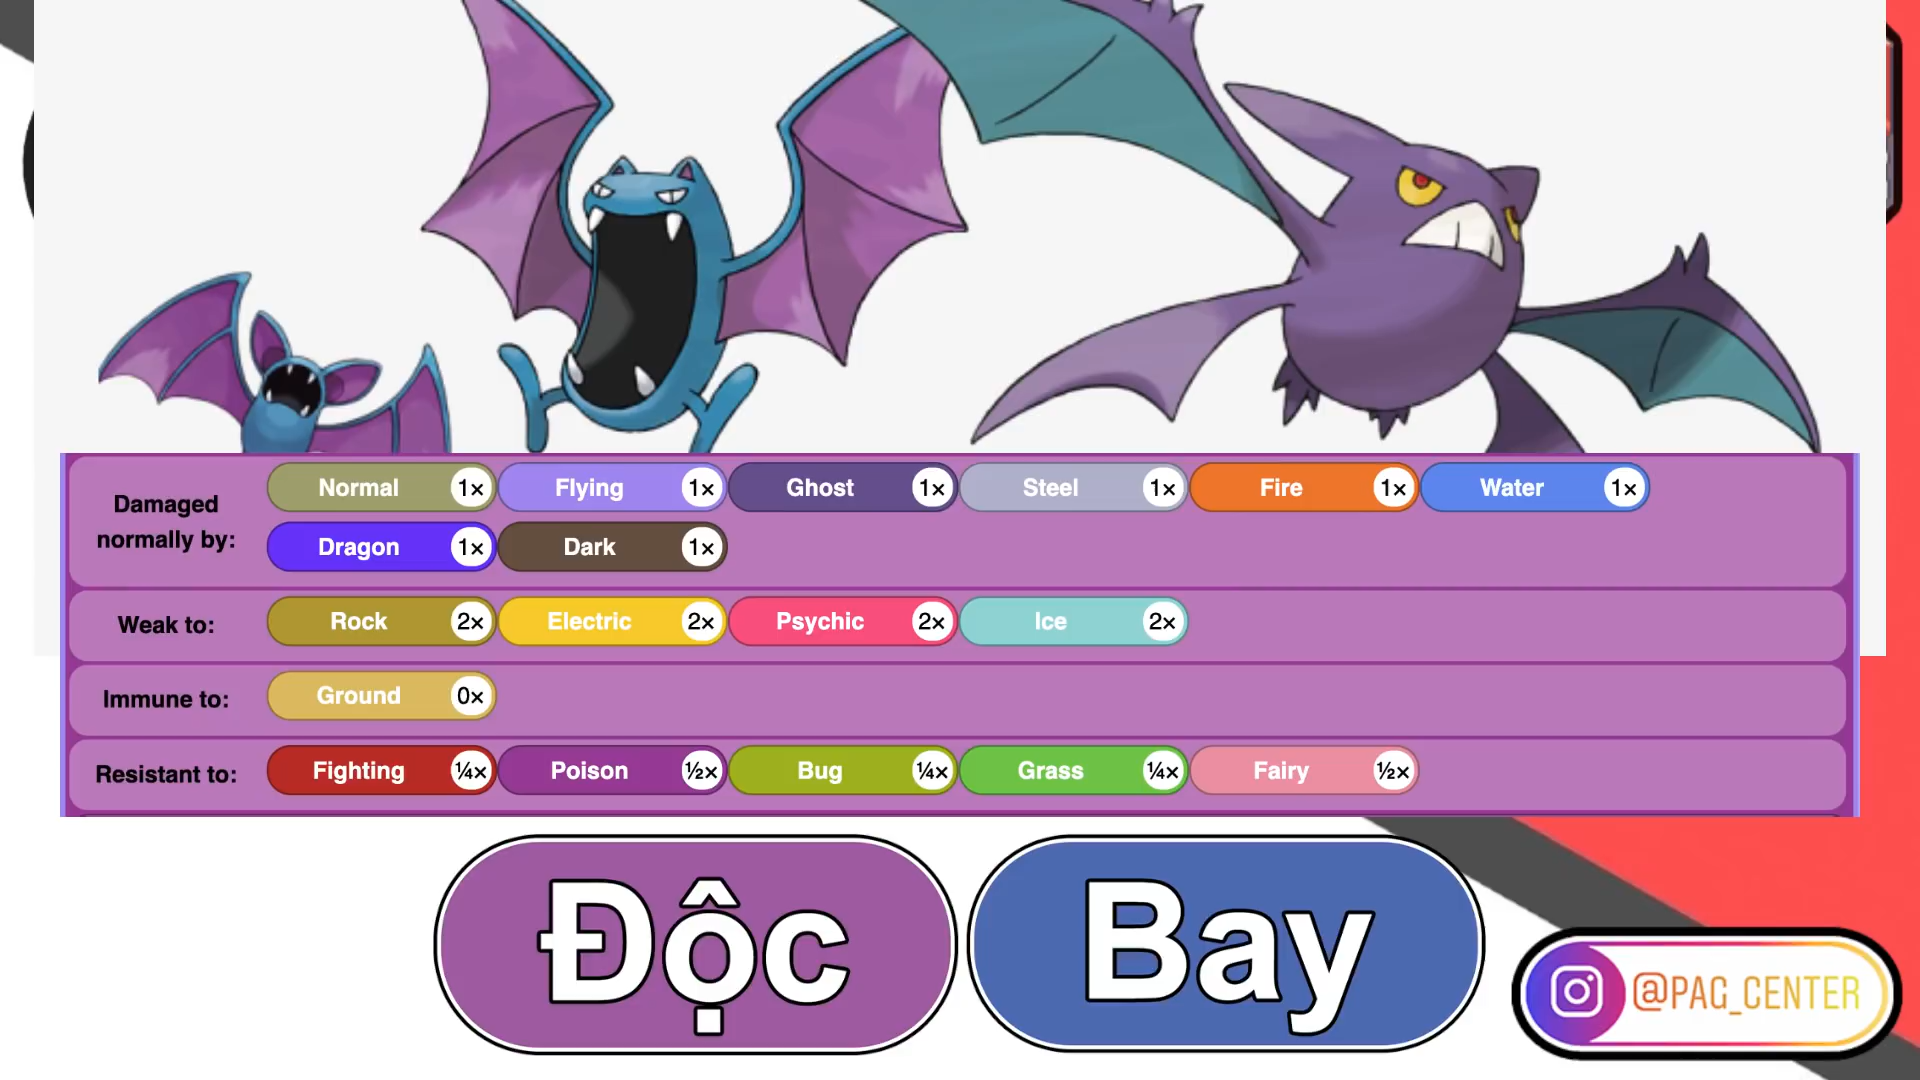 Damaged normally by: Normal 1× Flying 1× Ghost 1× Steel 1× Fire 1× Water 1×
Dragon 1× Dark 1×
Weak to: Rock 2× Electric 2× Psychic 2× Ice 2×
Immune to: Ground 0×
Resistant to: Fighting ¼× Poison ½× Bug ¼× Grass ¼× Fairy ½×
Độc Bay
@PAG_CENTER